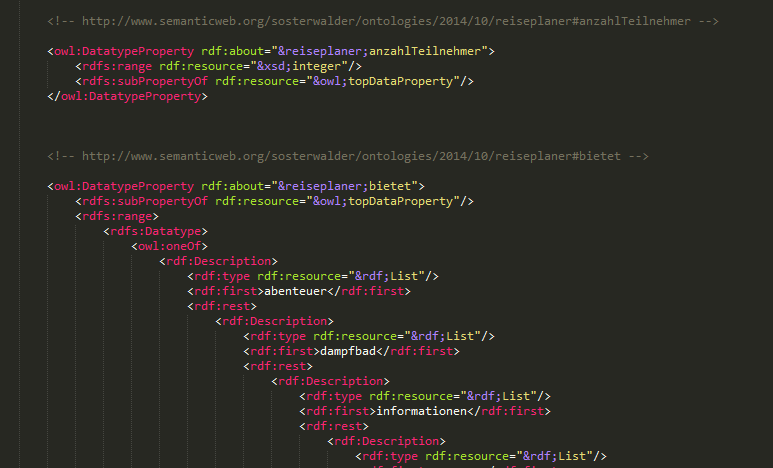 <!-- http://www.semanticweb.org/sosterwalder/ontologies/2014/10/reiseplaner#anzahlTeilnehmer -->
<owl:DatatypeProperty rdf:about="&reiseplaner;anzahlTeilnehmer">
<rdfs:range rdf:resource="&xsd;integer"/>
<rdfs:subPropertyOf rdf:resource="&owl;topDataProperty"/>
</owl:DatatypeProperty>
<!-- http://www.semanticweb.org/sosterwalder/ontologies/2014/10/reiseplaner#bietet -->
<owl:DatatypeProperty rdf:about="&reiseplaner;bietet">
<rdfs:subPropertyOf rdf:resource="&owl;topDataProperty"/>
<rdfs:range>
<rdfs:Datatype>
<owl:oneOf>
<rdf:Description>
<rdf:type rdf:resource="&rdf;List"/>
<rdf:first>abenteuer</rdf:first>
<rdf:rest>
<rdf:Description>
<rdf:type rdf:resource="&rdf;List"/>
<rdf:first>dampfbad</rdf:first>
<rdf:rest>
<rdf:Description>
<rdf:type rdf:resource="&rdf;List"/>
<rdf:first>informationen</rdf:first>
<rdf:rest>
<rdf:Description>
<rdf:type rdf:resource="&rdf;List"/>